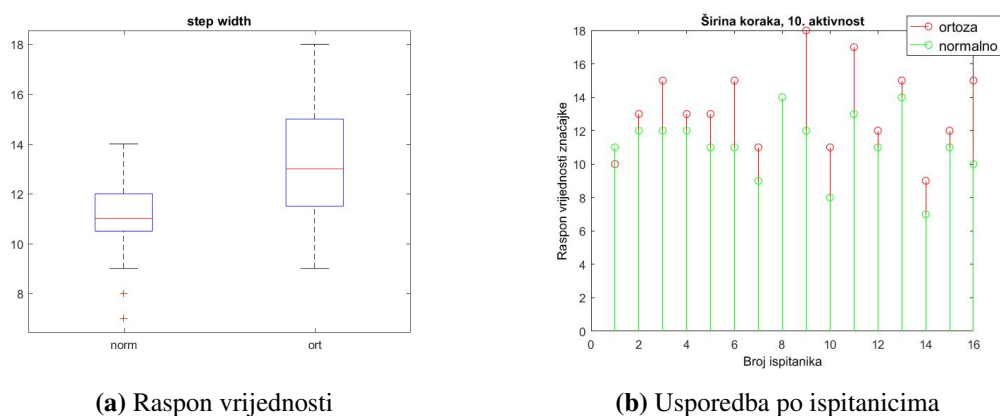 step width
18
16
14
12
10
8
norm
ort
(a) Raspon vrijednosti
Širina koraka, 10. aktivnost
ortoza
normalno
Raspon vrijednosti značajke
18
16
14
12
10
8
6
4
2
0
0 2 4 6 8 10 12 14 16
Broj ispitanika
(b) Usporedba po ispitanicima